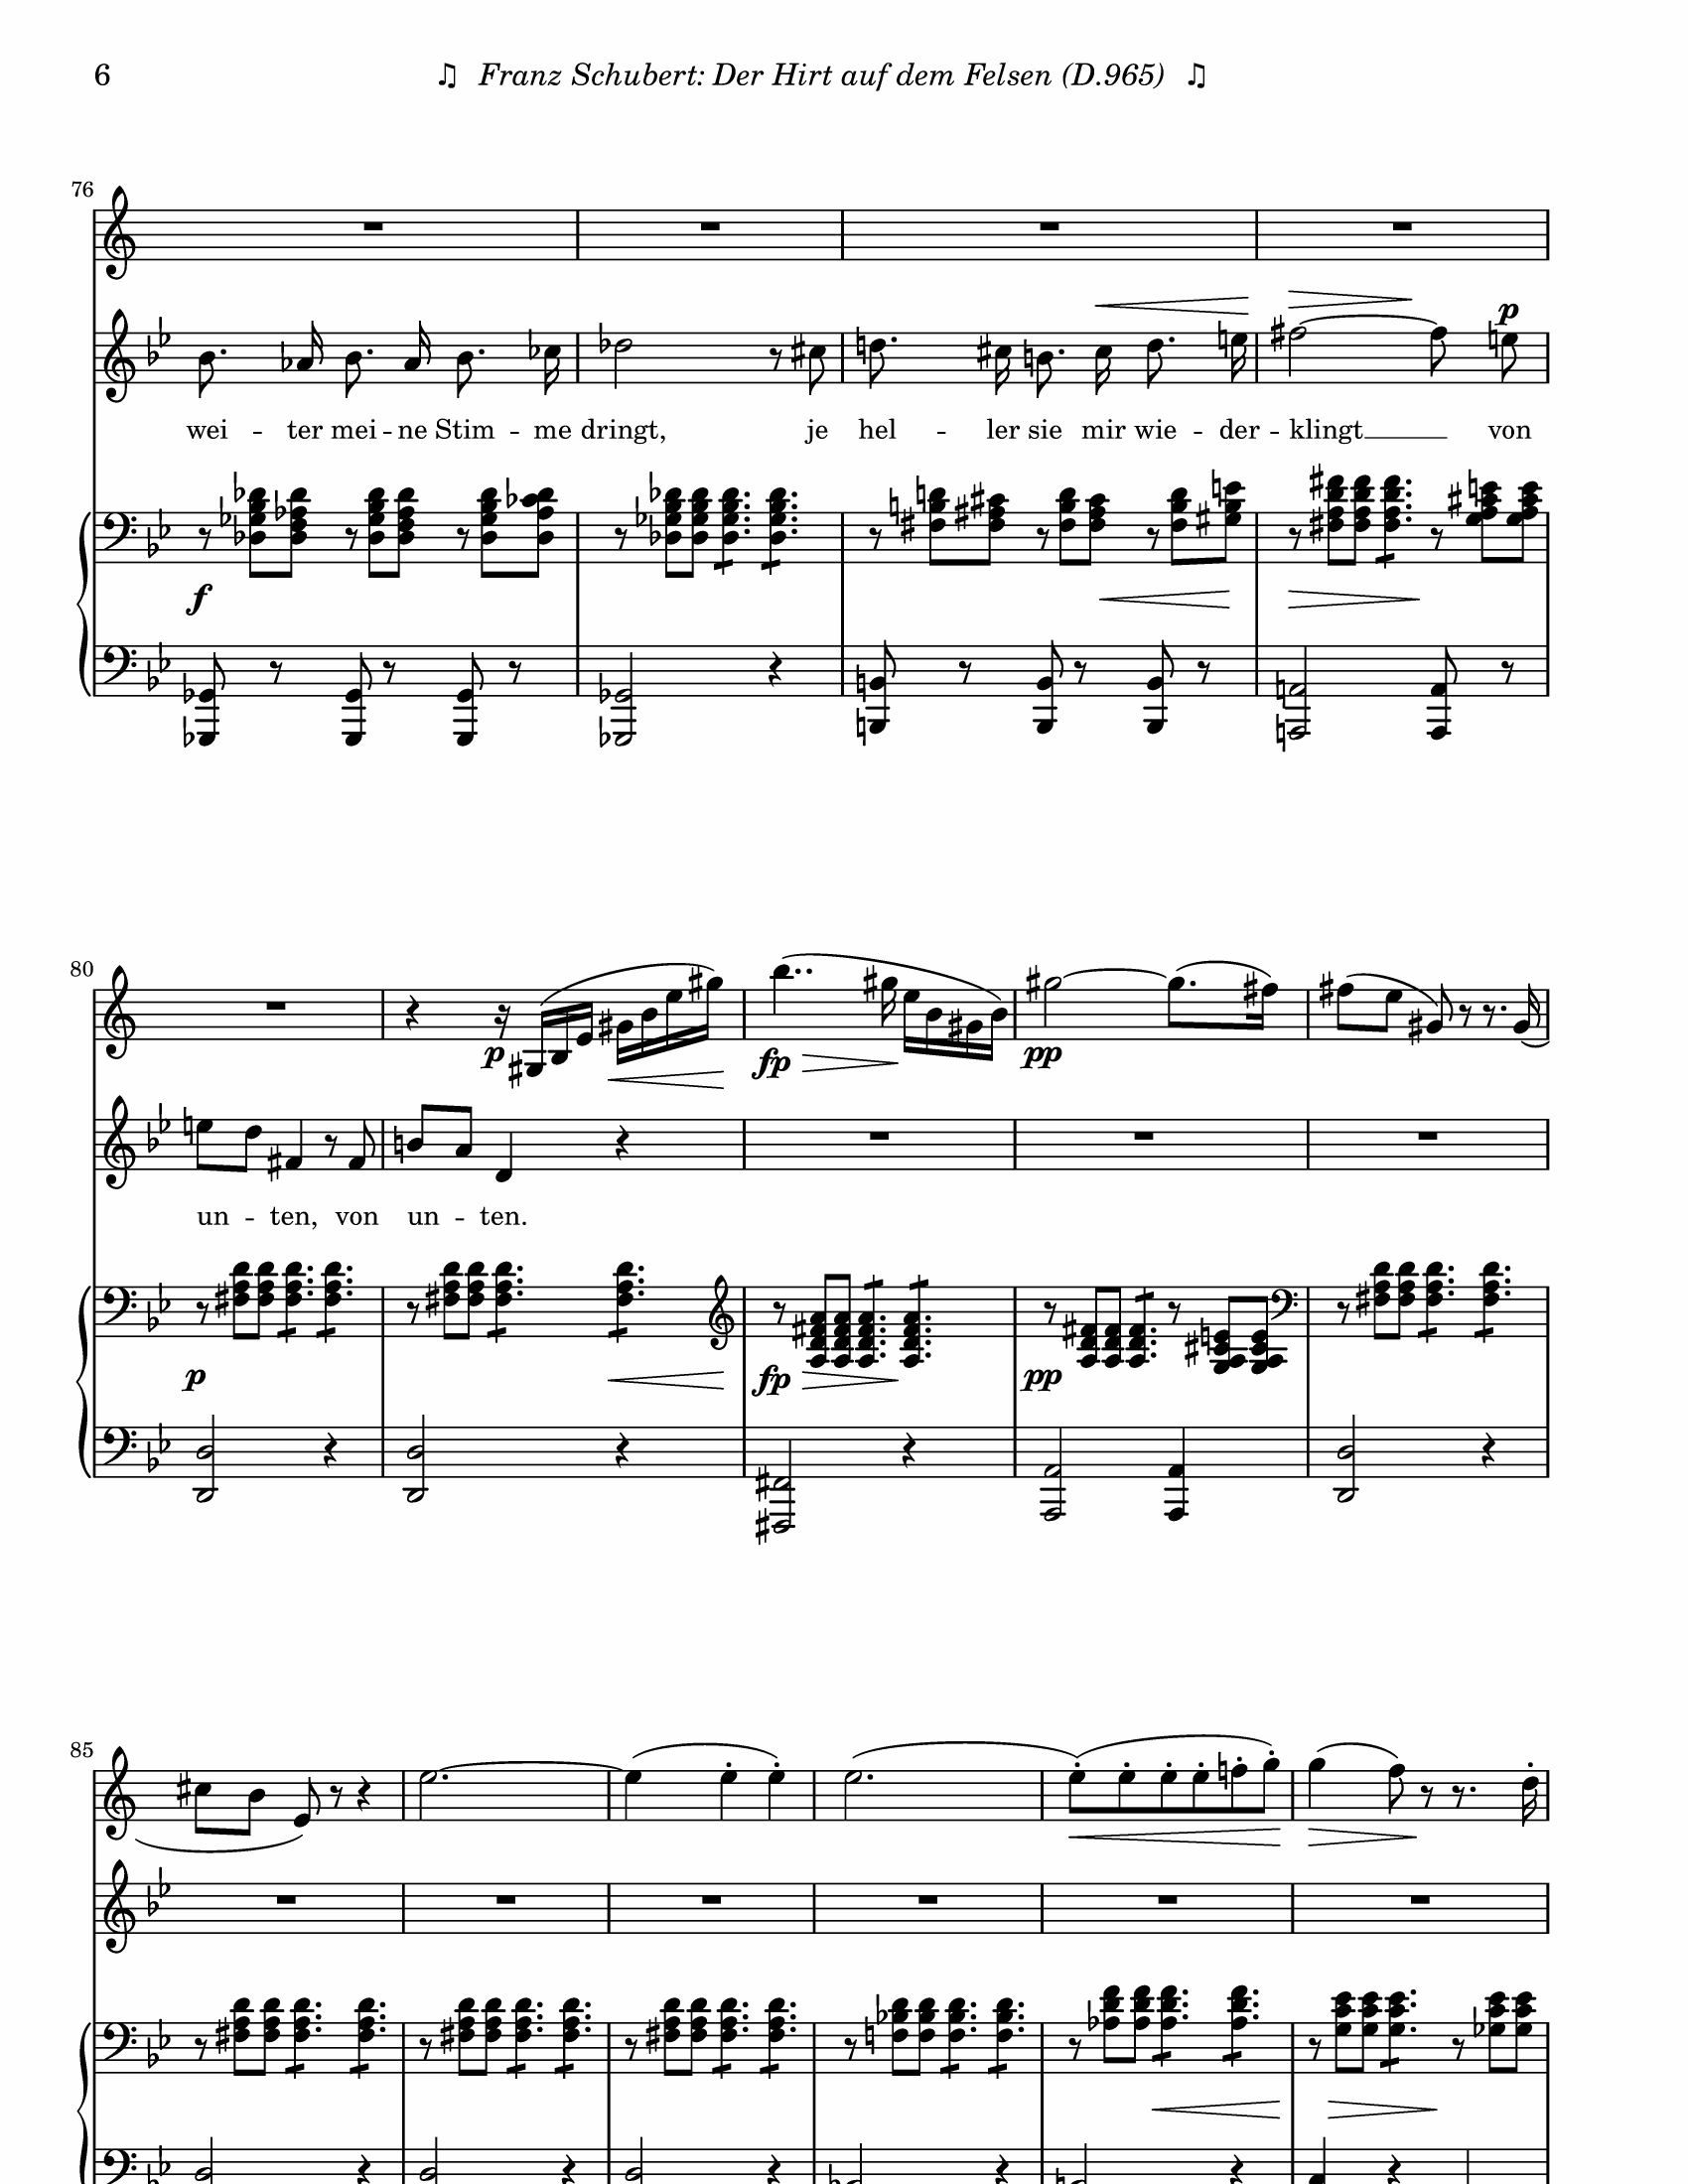 6 ♫ Franz Schubert: Der Hirt auf dem Felsen (D.965) ♫
76
p
wei -- ter mei -- ne Stim -- me dringt, je hel -- ler sie mir wie -- der -- klingt __ von
f
80
p fp pp
un -- ten, von un -- ten.
p fp pp
85